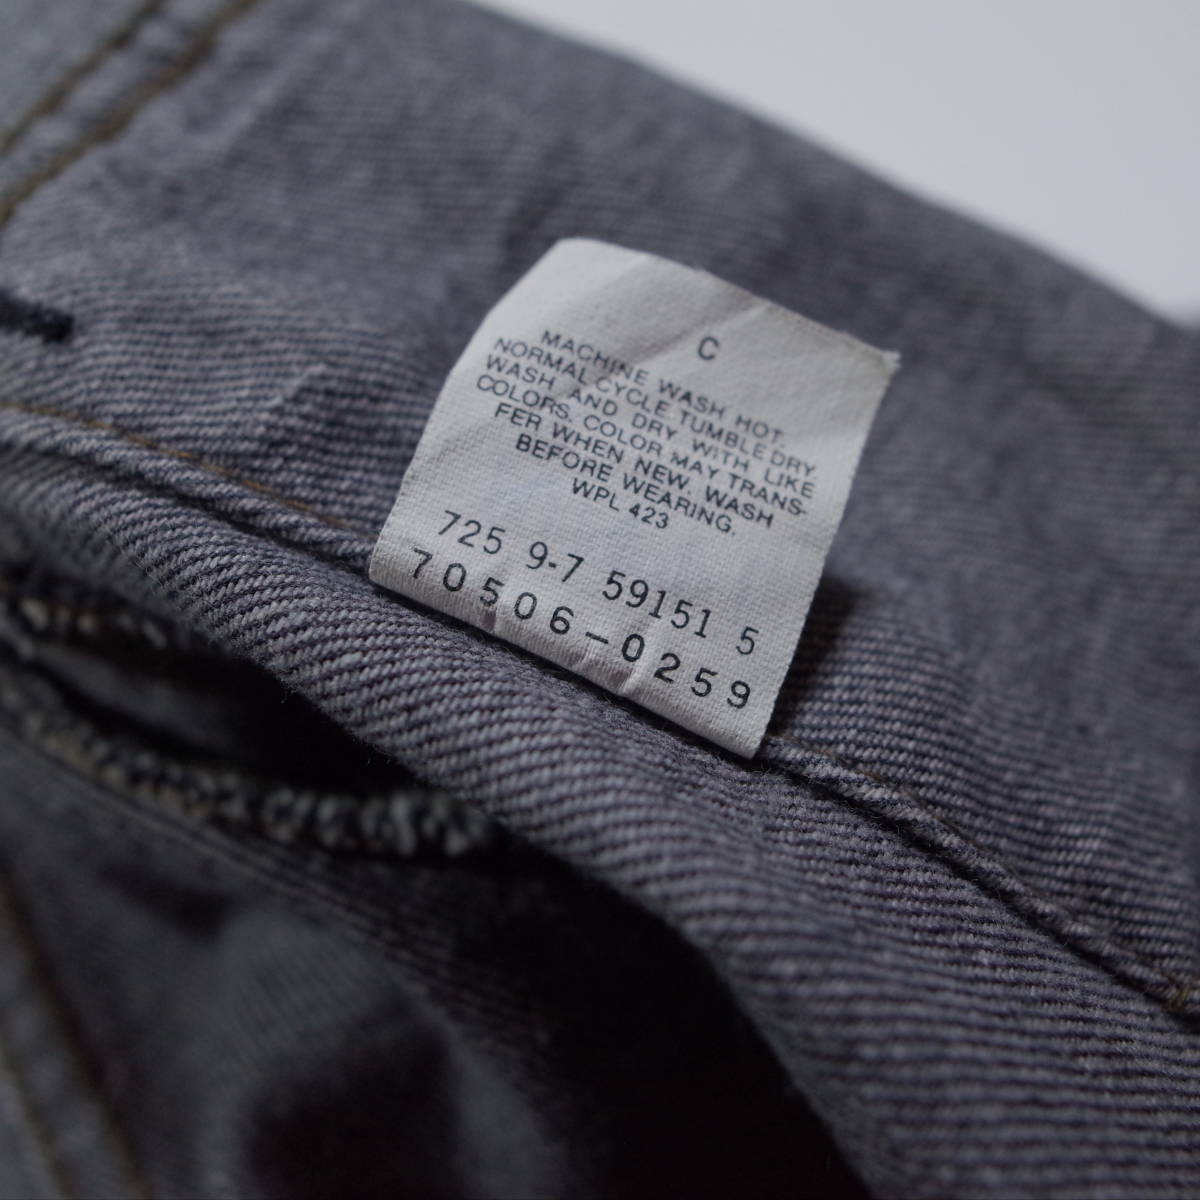 C
MACHINE WASH HOT.
NORMAL CYCLE TUMBLE DRY
WASH AND DRY WITH LIKE
COLORS. COLOR MAY TRANS-
FER WHEN NEW. WASH
BEFORE WEARING.
WPL 423
725 9-7 59151 5
70506-0259